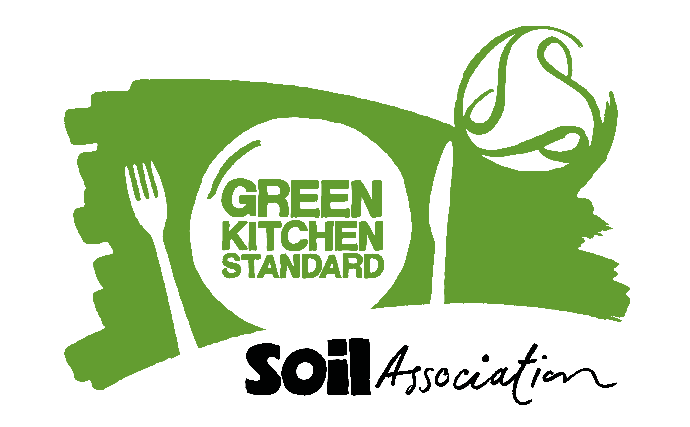 GREEN
KITCHEN
STANDARD
Soil Association